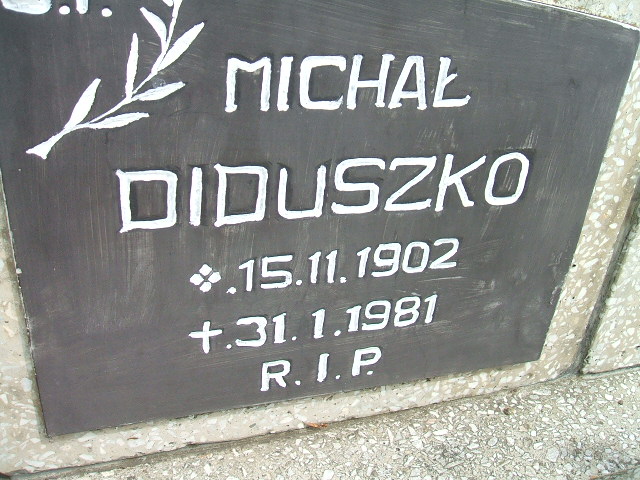 MICHAŁ
DIDUSZKO
15.11.1902
+.31.1.1981
R.I.P.